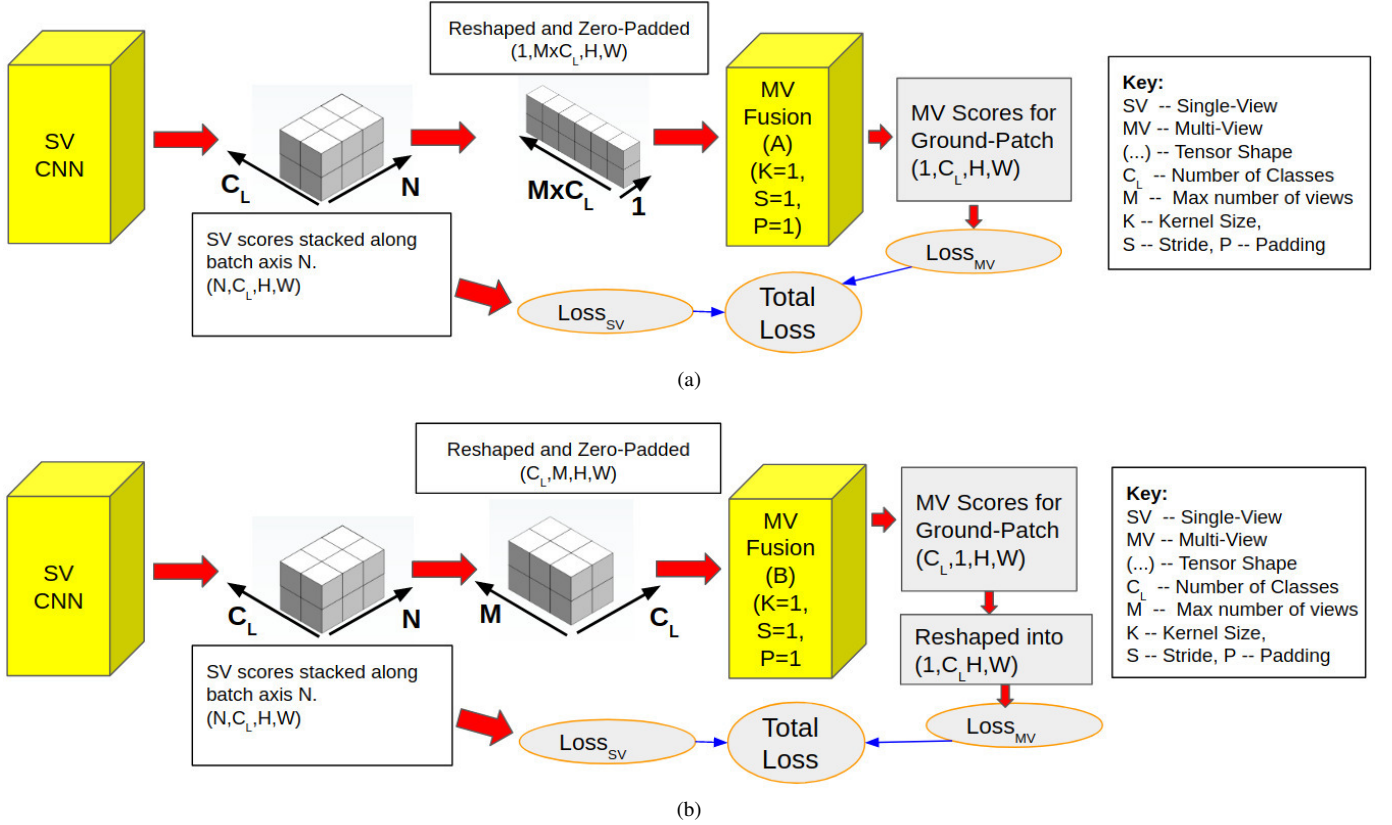 Reshaped and Zero-Padded
(1,MxC_L,H,W)
SV
CNN
C_L
N
MxC_L
1
MV
Fusion
(A)
(K=1,
S=1,
P=1)
MV Scores for
Ground-Patch
(1,C_L,H,W)
Key:
SV -- Single-View
MV -- Multi-View
(...) -- Tensor Shape
C_L -- Number of Classes
M -- Max number of views
K -- Kernel Size,
S -- Stride, P -- Padding
SV scores stacked along
batch axis N.
(N,C_L,H,W)
Loss_SV
Total
Loss
Loss_MV
(a)
Reshaped and Zero-Padded
(C_L,M,H,W)
SV
CNN
C_L
N
M
C_L
MV
Fusion
(B)
(K=1,
S=1,
P=1
MV Scores for
Ground-Patch
(C_L,1,H,W)
Reshaped into
(1,C_LH,W)
Key:
SV -- Single-View
MV -- Multi-View
(...) -- Tensor Shape
C_L -- Number of Classes
M -- Max number of views
K -- Kernel Size,
S -- Stride, P -- Padding
SV scores stacked along
batch axis N.
(N,C_L,H,W)
Loss_SV
Total
Loss
Loss_MV
(b)